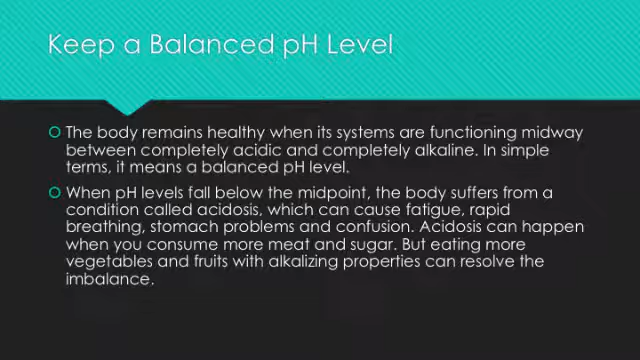 Keep a Balanced pH Level
The body remains healthy when its systems are functioning midway
between completely acidic and completely alkaline. In simple
terms, it means a balanced pH level.
When pH levels fall below the midpoint, the body suffers from a
condition called acidosis, which can cause fatigue, rapid
breathing, stomach problems and confusion. Acidosis can happen
when you consume more meat and sugar. But eating more
vegetables and fruits with alkalizing properties can resolve the
imbalance.